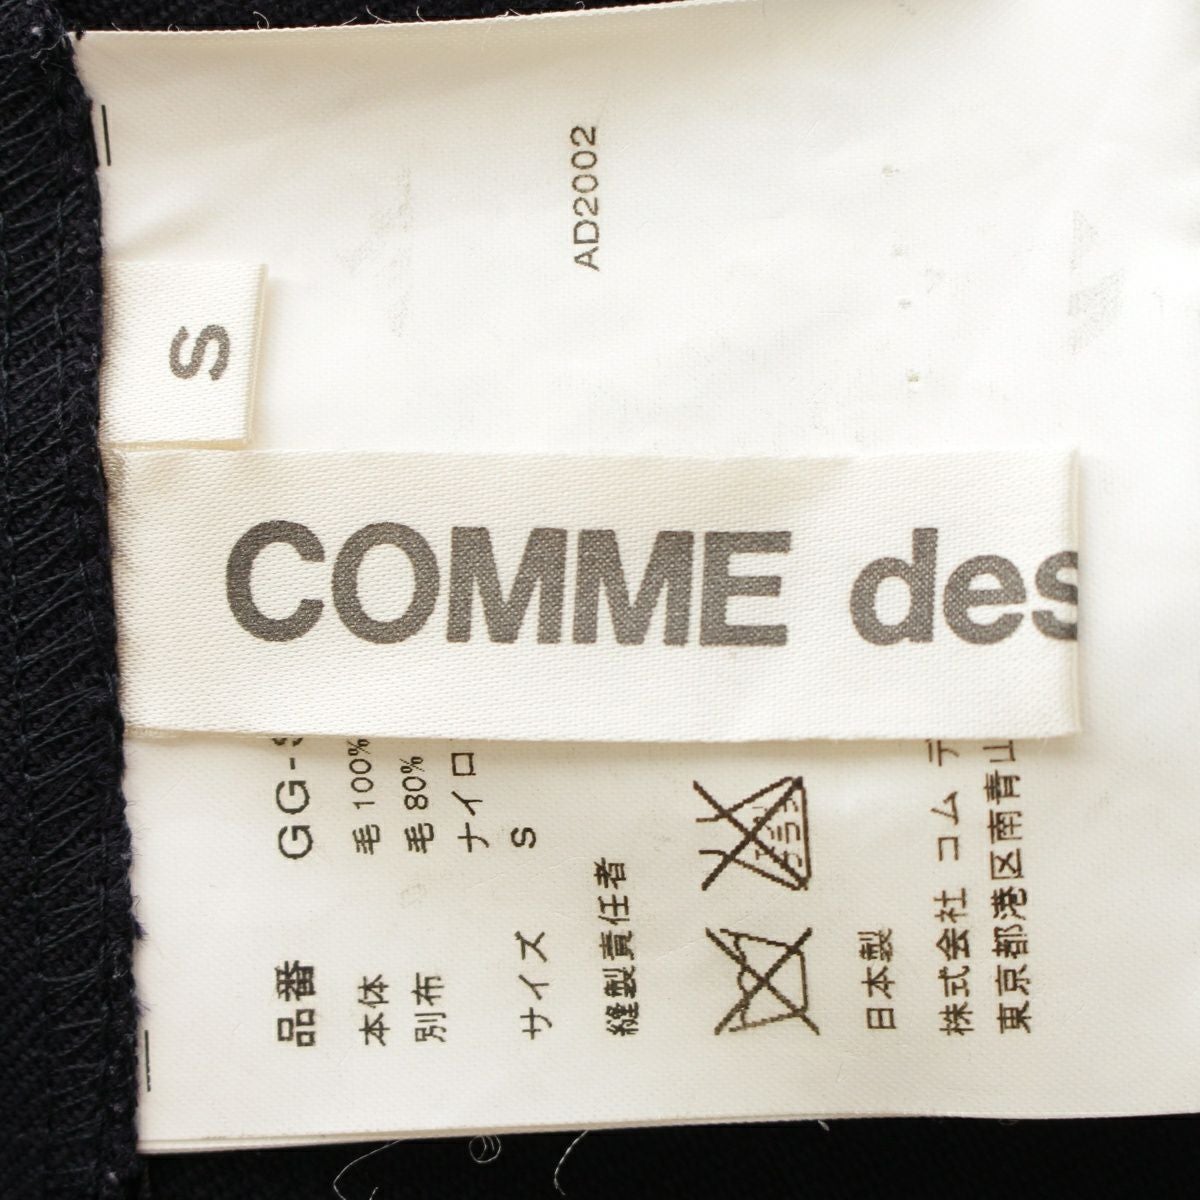 AD2002
S
COMME des
品番 GG-S
本体 毛 100%
別布 毛 80%
ナイロ
サイズ S
縫製責任者
日本製
株式会社 コム デ
東京都港区南青山